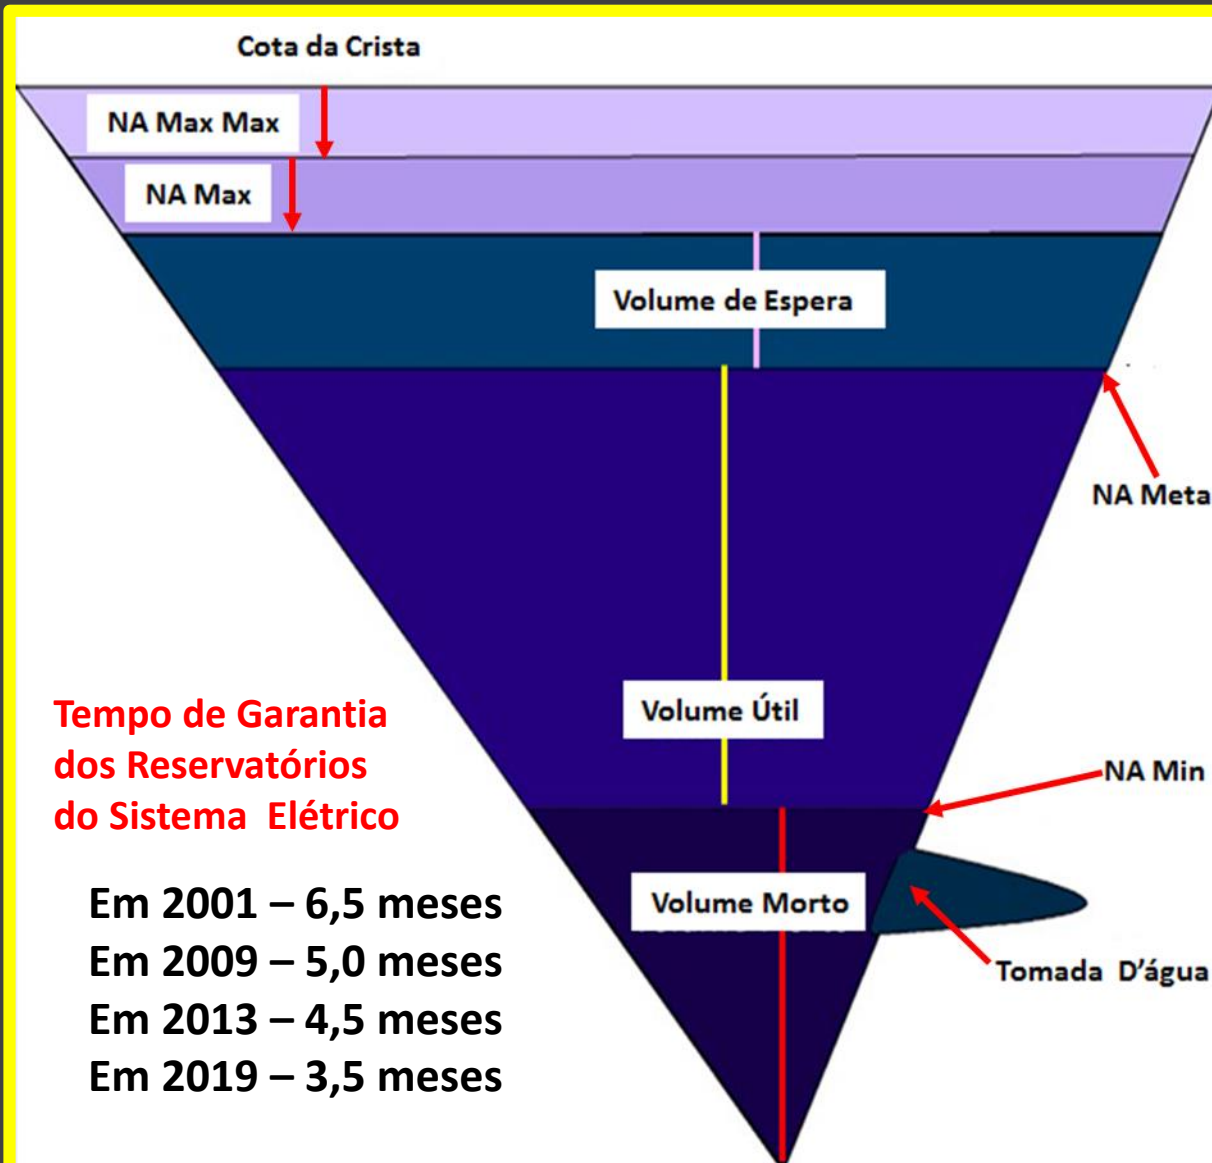 Cota da Crista
NA Max Max
NA Max
Volume de Espera
NA Meta
Volume Útil
Tempo de Garantia
dos Reservatórios
do Sistema Elétrico
NA Min
Em 2001 – 6,5 meses
Em 2009 – 5,0 meses
Em 2013 – 4,5 meses
Em 2019 – 3,5 meses
Volume Morto
Tomada D'água